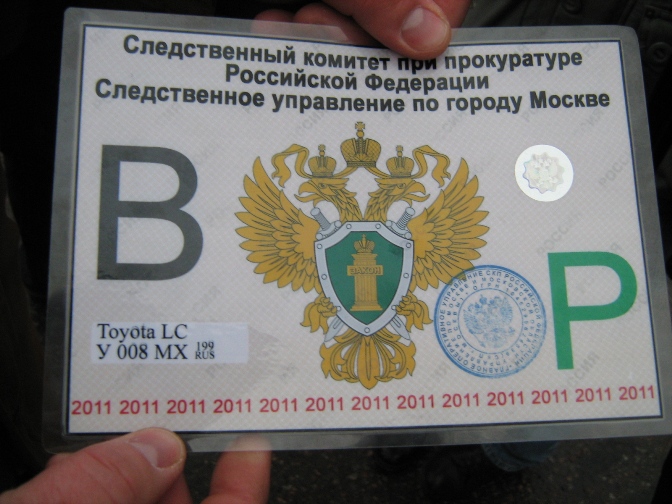 Следственный комитет при прокуратуре
Российской Федерации
Следственное управление по городу Москве
В
ЗАКОН
Р
Toyota LC
У 008 МХ 199 RUS
2011 2011 2011 2011 2011 2011 2011 2011 2011 2011 2011 2011 2011